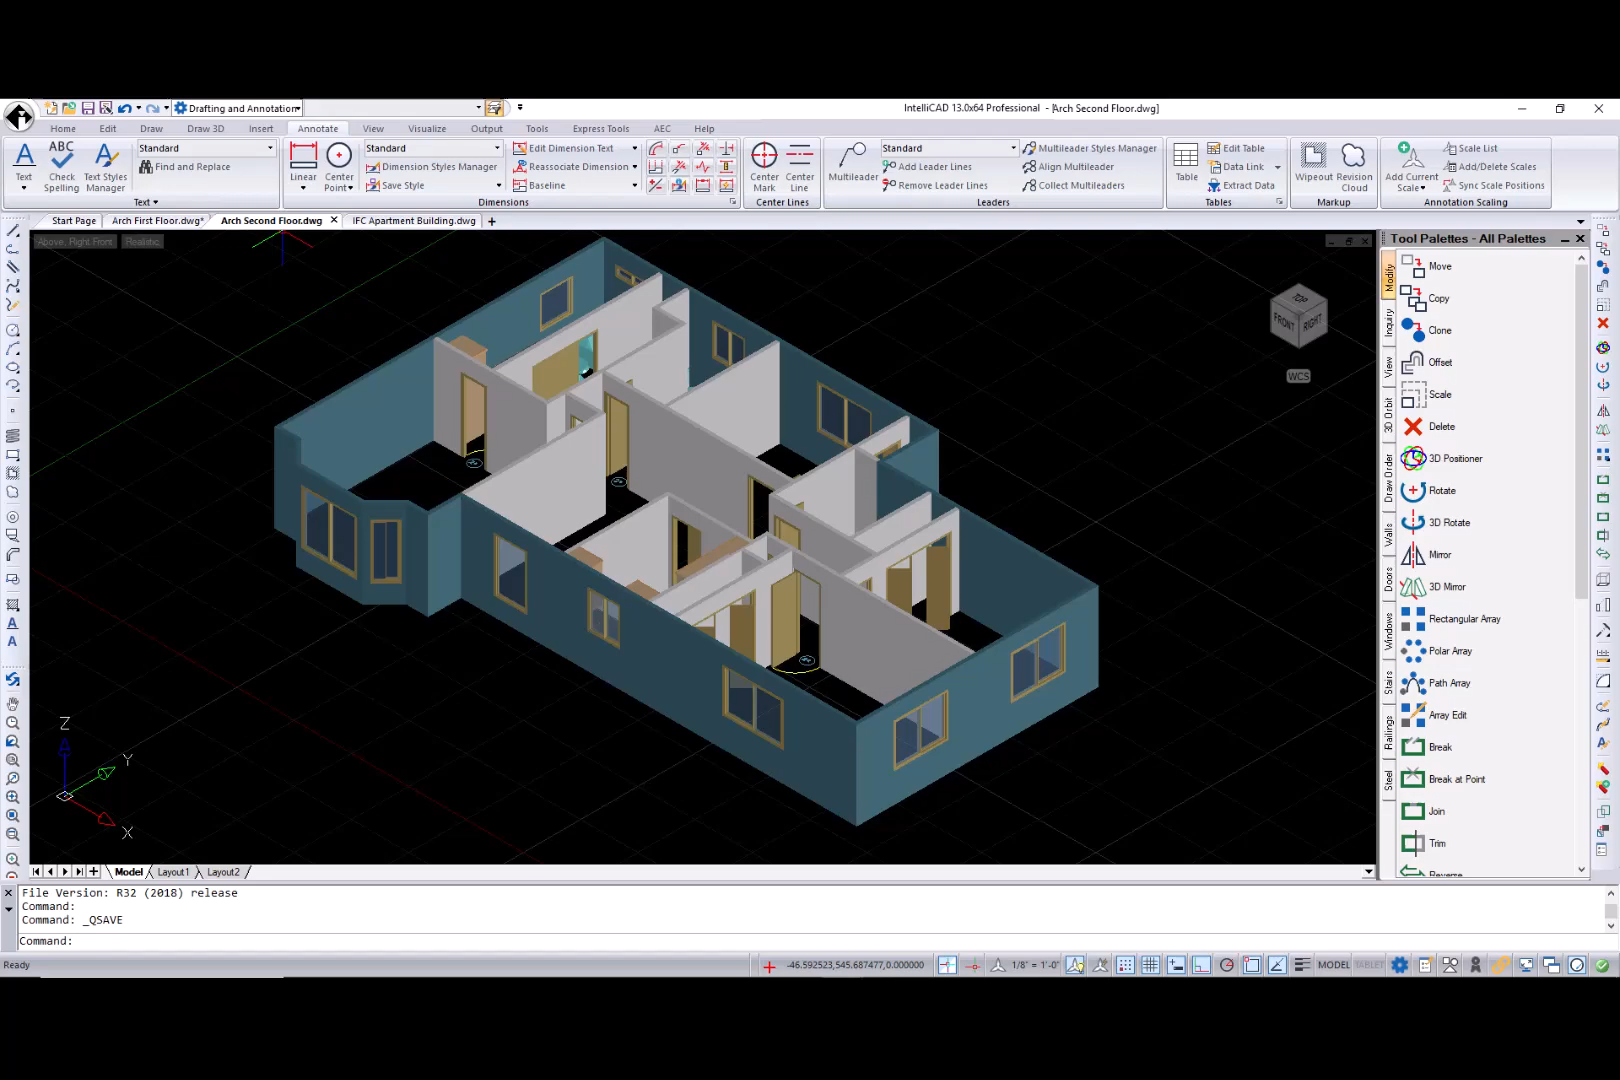 Drafting and Annotation
IntelliCAD 13.0x64 Professional - [Arch Second Floor.dwg]
Home Edit Draw Draw 3D Insert Annotate View Visualize Output Tools Express Tools AEC Help
Text
Check Spelling
Text Styles Manager
Standard
Find and Replace
Text
Linear
Center Point
Standard
Dimension Styles Manager
Save Style
Edit Dimension Text
Reassociate Dimension
Baseline
Dimensions
Center Mark
Center Line
Center Lines
Multileader
Standard
Add Leader Lines
Remove Leader Lines
Multileader Styles Manager
Align Multileader
Collect Multileaders
Leaders
Table
Edit Table
Data Link
Extract Data
Tables
Wipeout
Revision Cloud
Markup
Add Current Scale
Scale List
Add/Delete Scales
Sync Scale Positions
Annotation Scaling
Start Page Arch First Floor.dwg* Arch Second Floor.dwg IFC Apartment Building.dwg
Above, Right Front Realistic
TOP
FRONT RIGHT
WCS
Z
Y
X
Tool Palettes - All Palettes
Modify
Inquiry
View
3D Orbit
Draw Order
Walls
Doors
Windows
Stairs
Railings
Steel
Move
Copy
Clone
Offset
Scale
Delete
3D Positioner
Rotate
3D Rotate
Mirror
3D Mirror
Rectangular Array
Polar Array
Path Array
Array Edit
Break
Break at Point
Join
Trim
Reverse
Model Layout1 Layout2
File Version: R32 (2018) release
Command:
Command: _QSAVE
Command:
Ready
-46.592523,545.687477,0.000000
1/8" = 1'-0"
MODEL TABLET